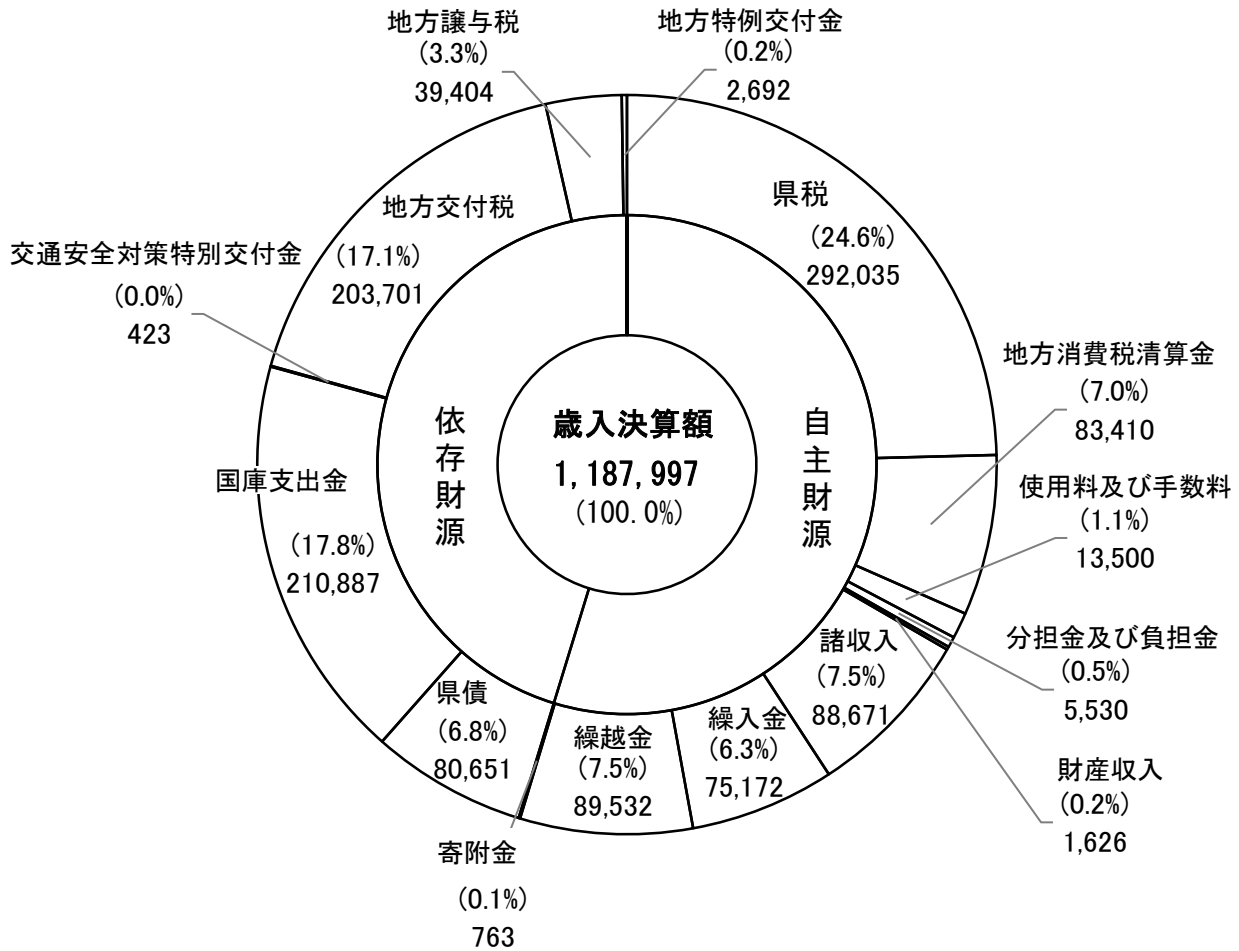 地方譲与税
(3.3%)
39,404
地方特例交付金
(0.2%)
2,692
県税
(24.6%)
292,035
地方消費税清算金
(7.0%)
83,410
使用料及び手数料
(1.1%)
13,500
分担金及び負担金
(0.5%)
5,530
財産収入
(0.2%)
1,626
諸収入
(7.5%)
88,671
繰入金
(6.3%)
75,172
繰越金
(7.5%)
89,532
寄附金
(0.1%)
763
県債
(6.8%)
80,651
国庫支出金
(17.8%)
210,887
交通安全対策特別交付金
(0.0%)
423
地方交付税
(17.1%)
203,701
依存財源
歳入決算額
1,187,997
(100.0%)
自主財源